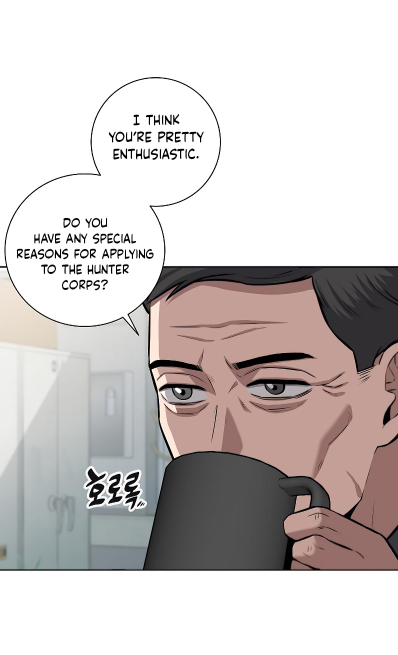 I THINK
YOU'RE PRETTY
ENTHUSIASTIC.
DO YOU
HAVE ANY SPECIAL
REASONS FOR APPLYING
TO THE HUNTER
CORPS?
호로록